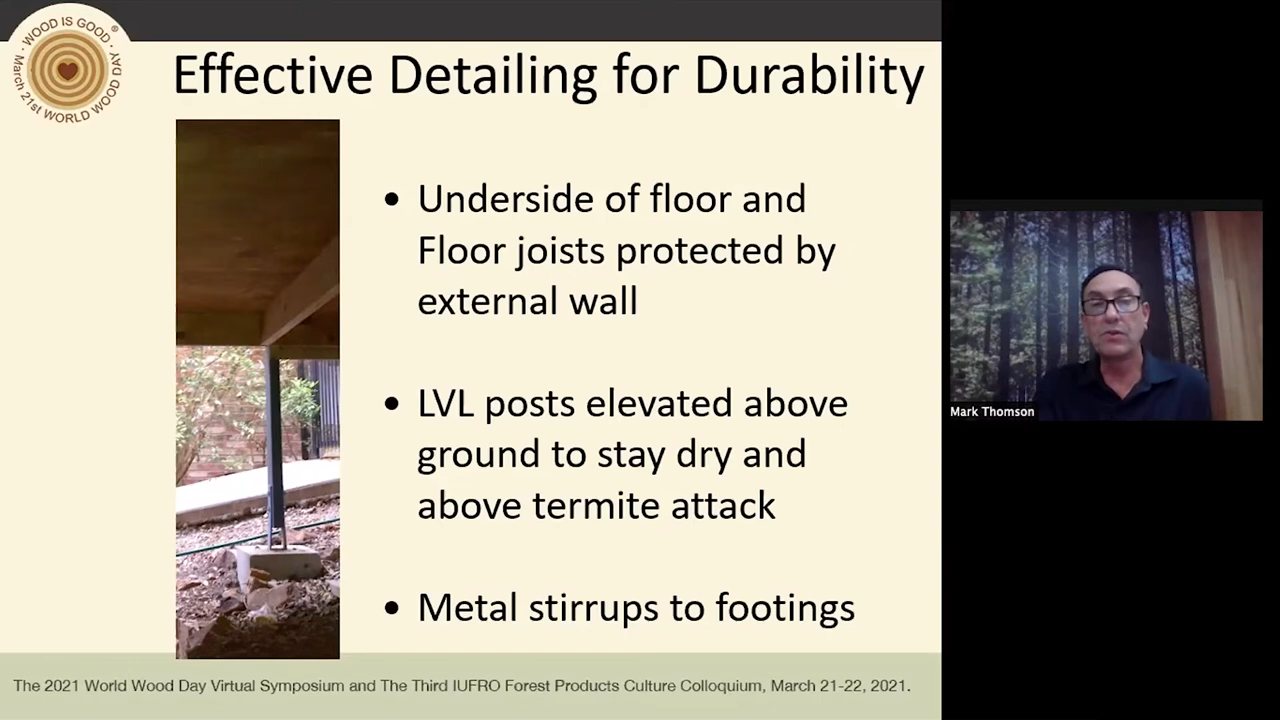 WOOD IS GOOD ®
March 21st WORLD WOOD DAY
Effective Detailing for Durability
• Underside of floor and
Floor joists protected by
external wall
• LVL posts elevated above
ground to stay dry and
above termite attack
• Metal stirrups to footings
Mark Thomson
The 2021 World Wood Day Virtual Symposium and The Third IUFRO Forest Products Culture Colloquium, March 21-22, 2021.